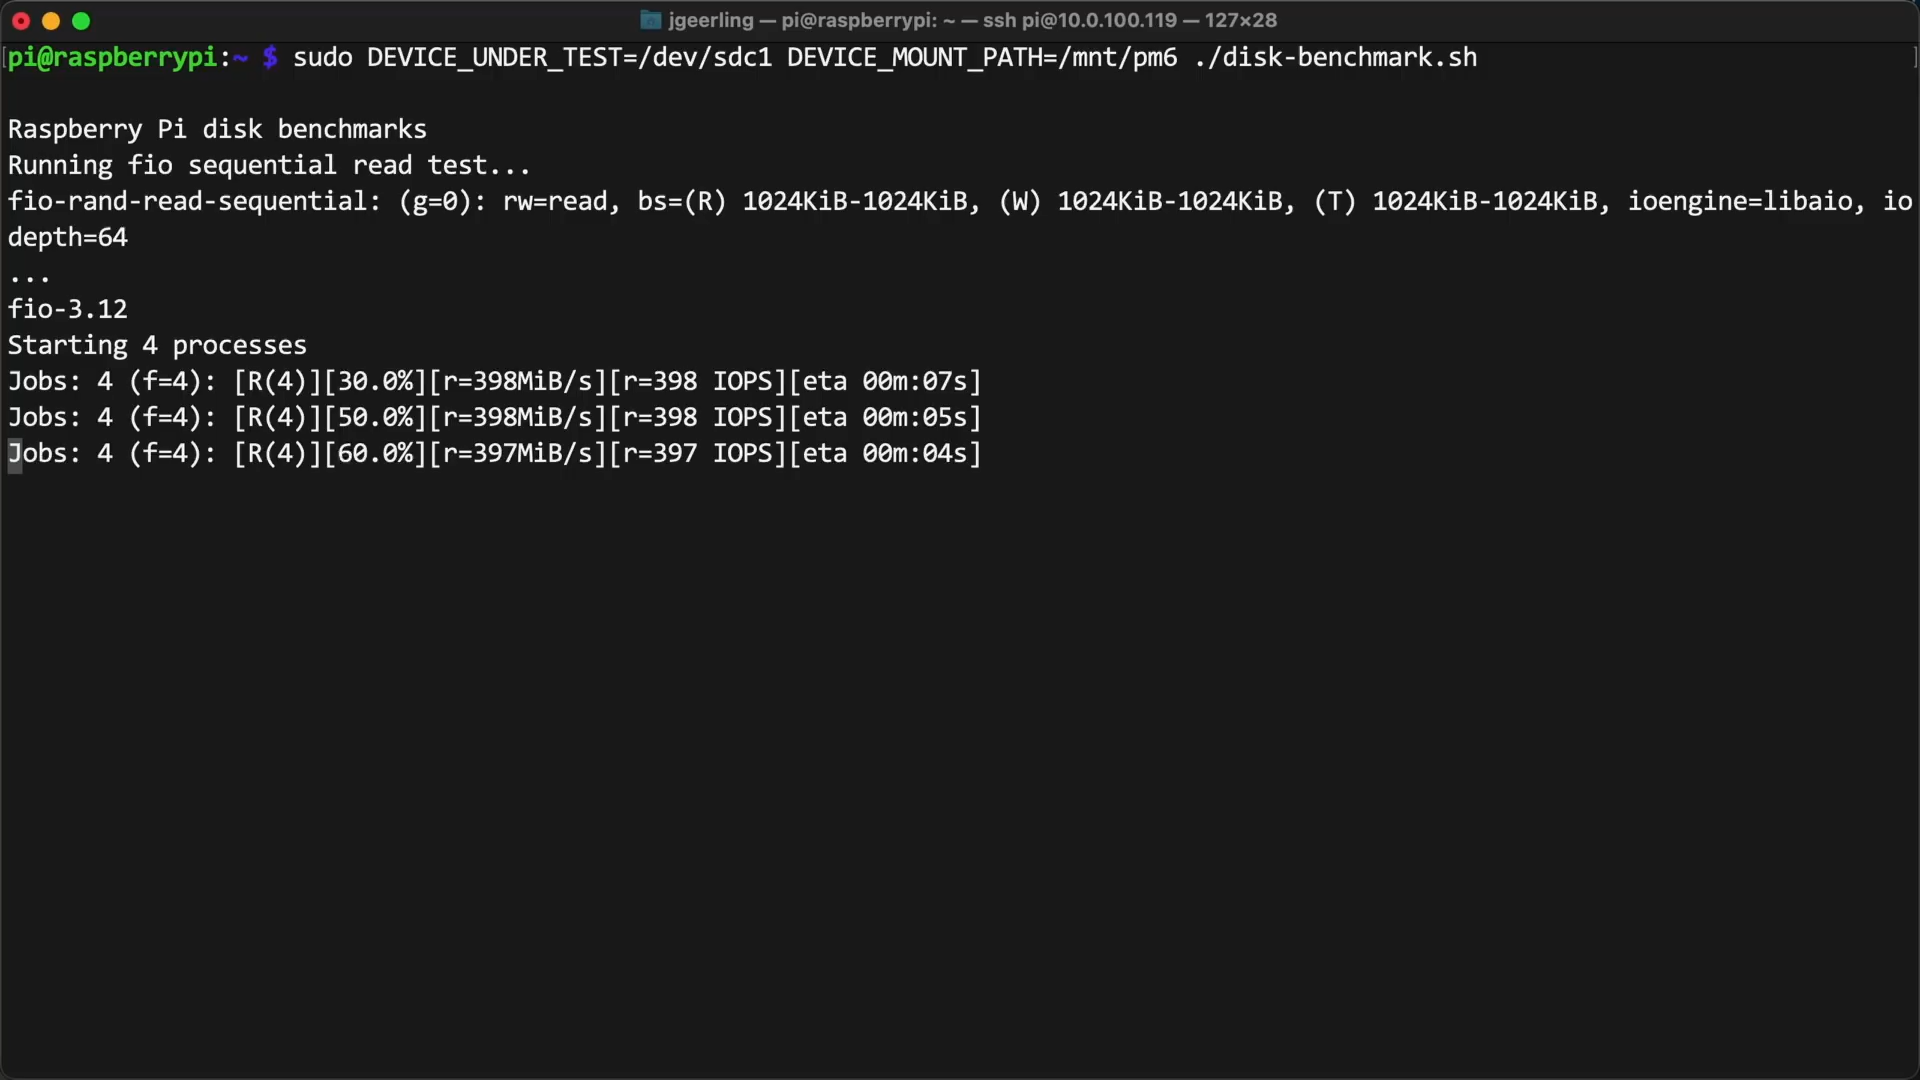 jgeerling — pi@raspberrypi: ~ — ssh pi@10.0.100.119 — 127×28
[pi@raspberrypi:~ $ sudo DEVICE_UNDER_TEST=/dev/sdc1 DEVICE_MOUNT_PATH=/mnt/pm6 ./disk-benchmark.sh ]
Raspberry Pi disk benchmarks
Running fio sequential read test...
fio-rand-read-sequential: (g=0): rw=read, bs=(R) 1024KiB-1024KiB, (W) 1024KiB-1024KiB, (T) 1024KiB-1024KiB, ioengine=libaio, io
depth=64
...
fio-3.12
Starting 4 processes
Jobs: 4 (f=4): [R(4)][30.0%][r=398MiB/s][r=398 IOPS][eta 00m:07s]
Jobs: 4 (f=4): [R(4)][50.0%][r=398MiB/s][r=398 IOPS][eta 00m:05s]
Jobs: 4 (f=4): [R(4)][60.0%][r=397MiB/s][r=397 IOPS][eta 00m:04s]